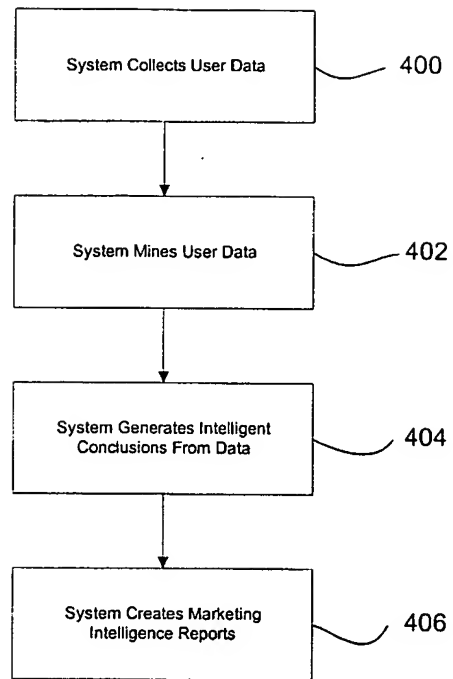 System Collects User Data
400
System Mines User Data
402
System Generates Intelligent
Conclusions From Data
404
System Creates Marketing
Intelligence Reports
406